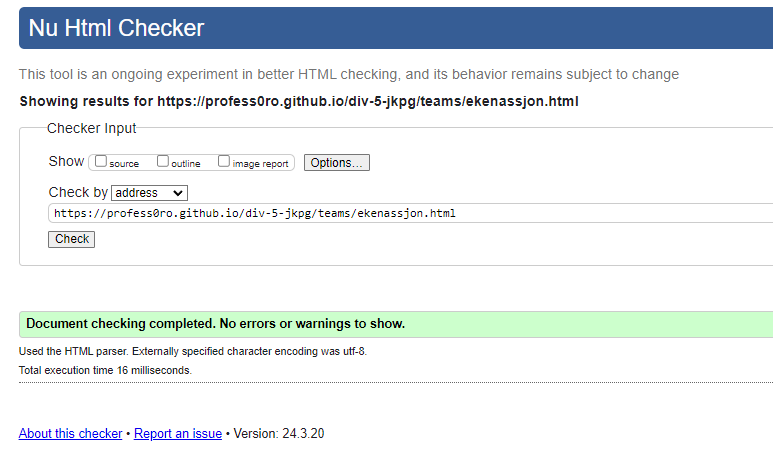 Nu Html Checker
This tool is an ongoing experiment in better HTML checking, and its behavior remains subject to change
Showing results for https://profess0ro.github.io/div-5-jkpg/teams/ekenassjon.html
Checker Input
Show source outline image report Options...
Check by address
https://profess0ro.github.io/div-5-jkpg/teams/ekenassjon.html
Check
Document checking completed. No errors or warnings to show.
Used the HTML parser. Externally specified character encoding was utf-8.
Total execution time 16 milliseconds.
About this checker • Report an issue • Version: 24.3.20